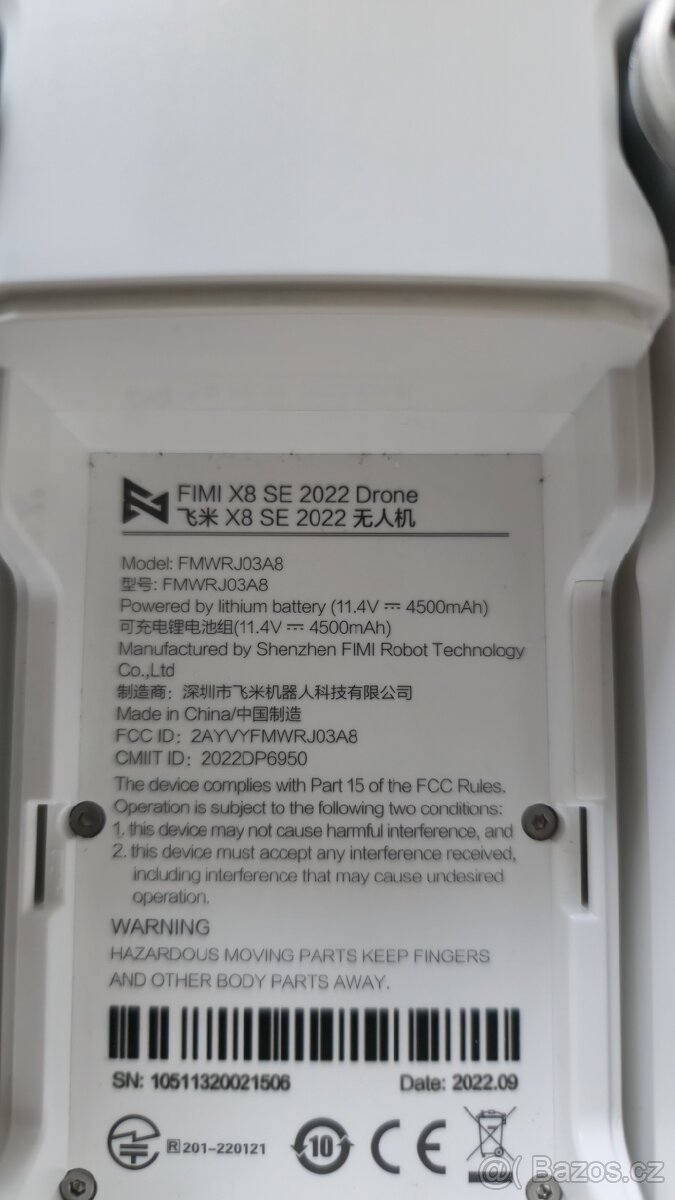 FIMI X8 SE 2022 Drone
飞米 X8 SE 2022 无人机
Model: FMWRJ03A8
型号: FMWRJ03A8
Powered by lithium battery (11.4V ⎓ 4500mAh)
可充电锂电池组(11.4V ⎓ 4500mAh)
Manufactured by Shenzhen FIMI Robot Technology
Co.,Ltd
制造商：深圳市飞米机器人科技有限公司
Made in China/中国制造
FCC ID：2AYVYFMWRJ03A8
CMIIT ID：2022DP6950
The device complies with Part 15 of the FCC Rules.
Operation is subject to the following two conditions:
1. this device may not cause harmful interference, and
2. this device must accept any interference received,
including interference that may cause undesired
operation.
WARNING
HAZARDOUS MOVING PARTS KEEP FINGERS
AND OTHER BODY PARTS AWAY.
SN: 10511320021506 Date: 2022.09
R 201-220121 10 CE
Bazos.cz